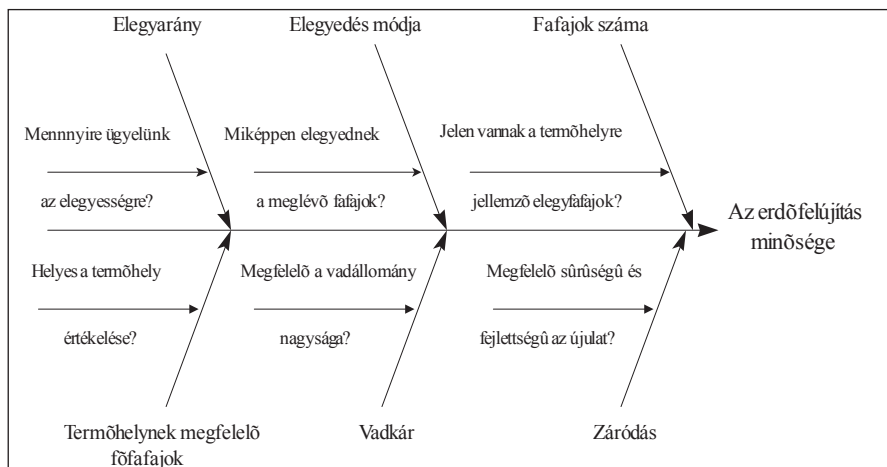 Elegyarány
Elegyedés módja
Fafajok száma
Mennnyire ügyelünk
az elegyességre?
Miképpen elegyednek
a meglévõ fafajok?
Jelen vannak a termõhelyre
jellemzõ elegyfafajok?
Az erdõfelújítás
minõsége
Helyes a termõhely
értékelése?
Megfelelõ a vadállomány
nagysága?
Megfelelõ sûrûségû és
fejlettségû az újulat?
Termõhelynek megfelelõ
fõfafajok
Vadkár
Záródás